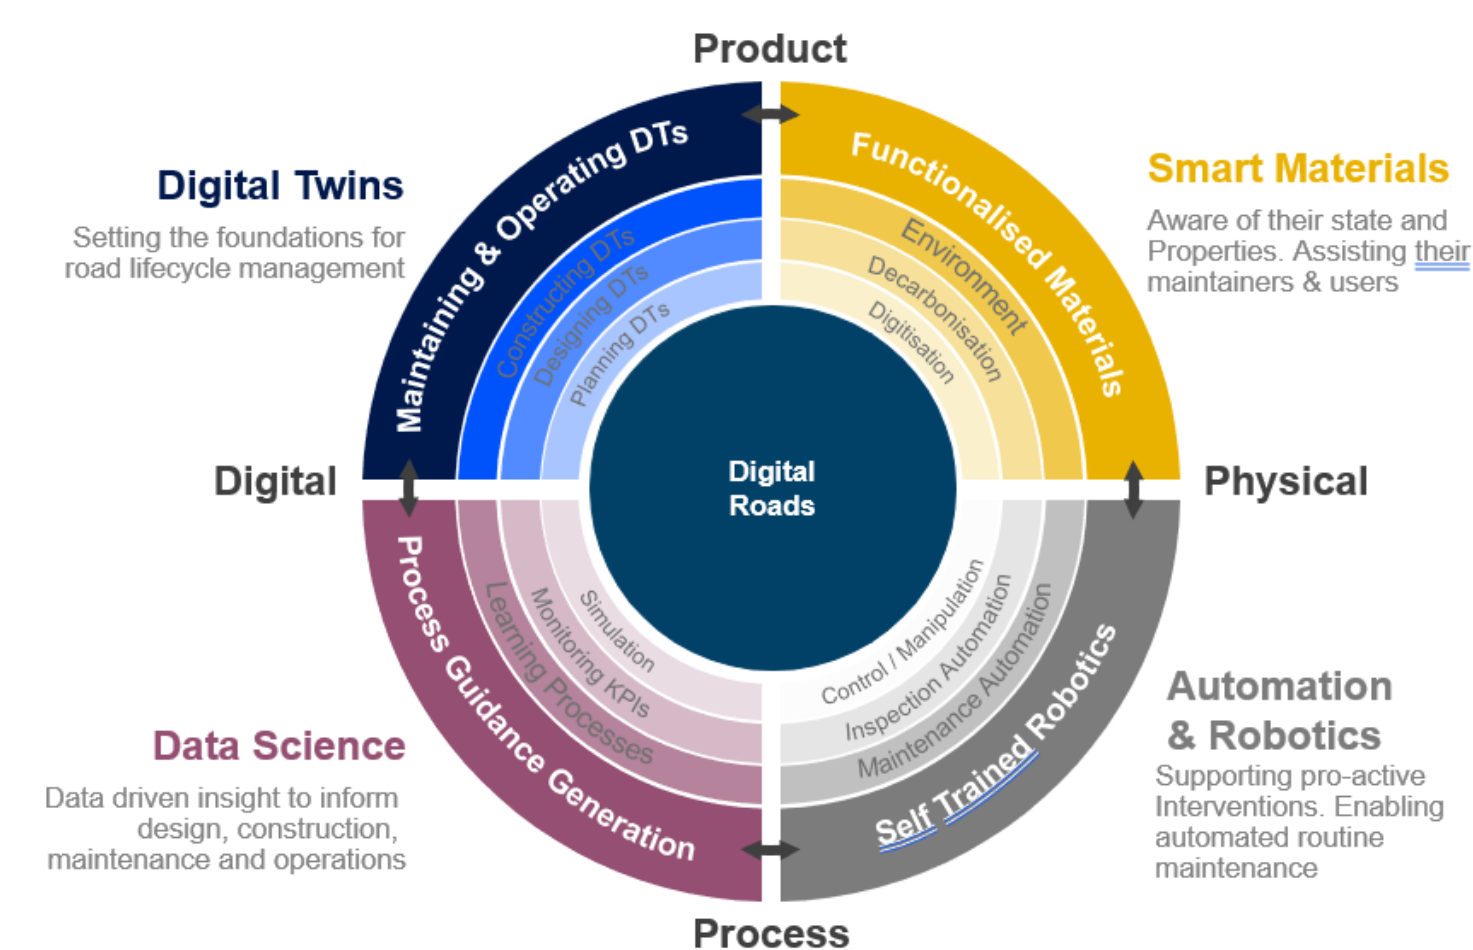 Product
Digital Twins
Setting the foundations for
road lifecycle management
Maintaining & Operating DTs
Constructing DTs
Designing DTs
Planning DTs
Functionalised Materials
Environment
Decarbonisation
Digitisation
Smart Materials
Aware of their state and
Properties. Assisting their
maintainers & users
Digital
Digital
Roads
Physical
Process Guidance Generation
Learning Processes
Monitoring KPIs
Simulation
Control / Manipulation
Inspection Automation
Maintenance Automation
Self Trained Robotics
Data Science
Data driven insight to inform
design, construction,
maintenance and operations
Automation
& Robotics
Supporting pro-active
Interventions. Enabling
automated routine
maintenance
Process